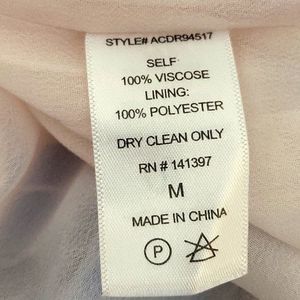 STYLE# ACDR94517
SELF
100% VISCOSE
LINING:
100% POLYESTER
DRY CLEAN ONLY
RN # 141397
M
MADE IN CHINA
P